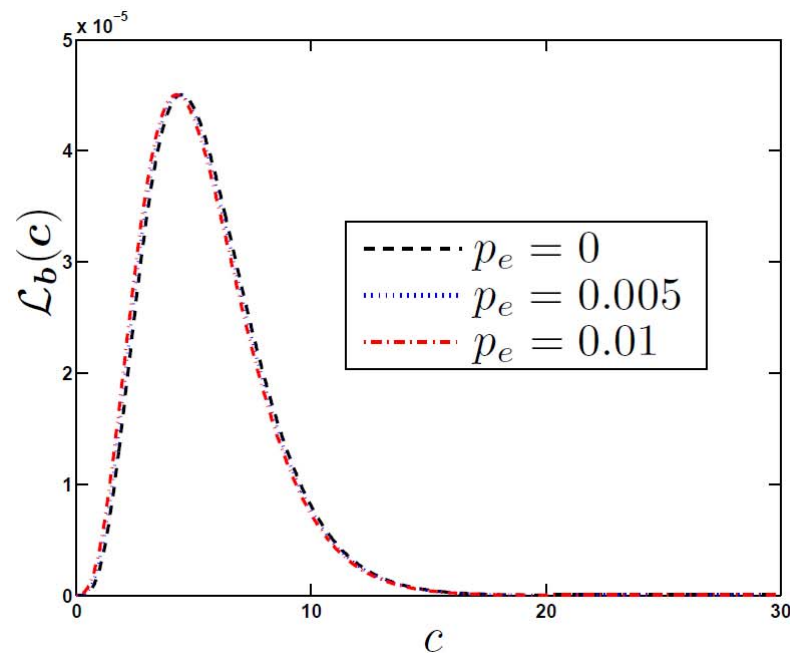 x 10⁻⁵
5
4
3
2
1
0
0
10
20
30
𝓛_b(c)
c
p_e = 0
p_e = 0.005
p_e = 0.01